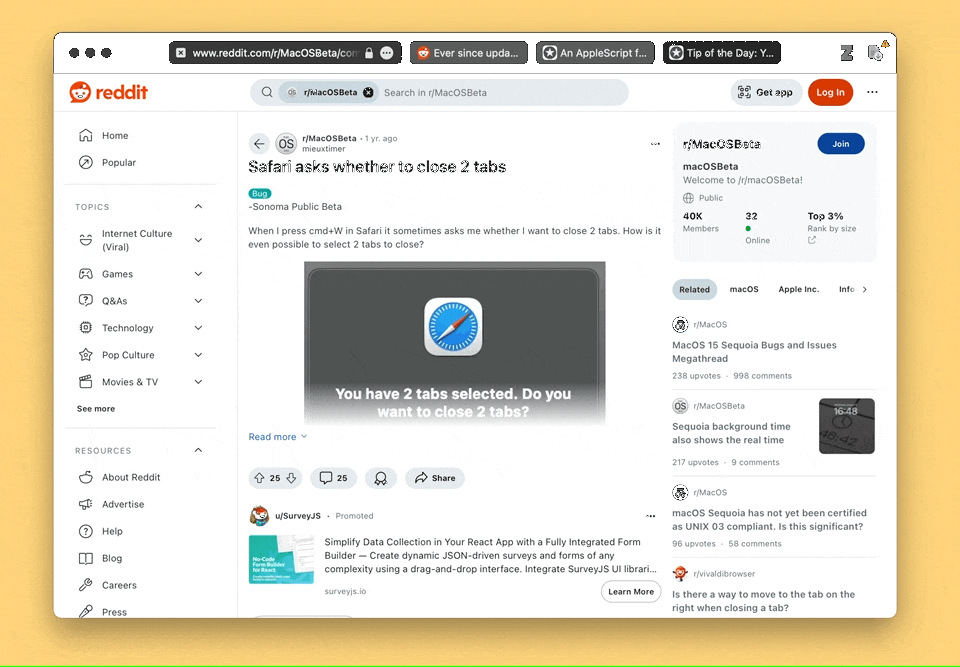 www.reddit.com/r/MacOSBeta/com
Ever since upda...
An AppleScript f...
Tip of the Day: Y...
reddit
r/MacOSBeta
Search in r/MacOSBeta
Get app
Log In
Home
Popular
TOPICS
Internet Culture
(Viral)
Games
Q&As
Technology
Pop Culture
Movies & TV
See more
RESOURCES
About Reddit
Advertise
Help
Blog
Careers
Press
OS
r/MacOSBeta • 1 yr. ago
mieuxtimer
Safari asks whether to close 2 tabs
Bug
-Sonoma Public Beta
When I press cmd+W in Safari it sometimes asks me whether I want to close 2 tabs. How is it
even possible to select 2 tabs to close?
You have 2 tabs selected. Do you
want to close 2 tabs?
Read more
25
25
Share
u/SurveyJS • Promoted
No-Code
Form Builder
for React
Simplify Data Collection in Your React App with a Fully Integrated Form
Builder — Create dynamic JSON-driven surveys and forms of any
complexity using a drag-and-drop interface. Integrate SurveyJS UI librari...
surveyjs.io
Learn More
r/MacOSBeta
Join
macOSBeta
Welcome to /r/macOSBeta!
Public
40K
Members
32
Online
Top 3%
Rank by size
Related
macOS
Apple Inc.
Info
r/MacOS
MacOS 15 Sequoia Bugs and Issues
Megathread
238 upvotes · 998 comments
OS
r/MacOSBeta
Sequoia background time
also shows the real time
16:48
46:42
217 upvotes · 9 comments
r/MacOS
macOS Sequoia has not yet been certified
as UNIX 03 compliant. Is this significant?
96 upvotes · 58 comments
r/vivaldibrowser
Is there a way to move to the tab on the
right when closing a tab?